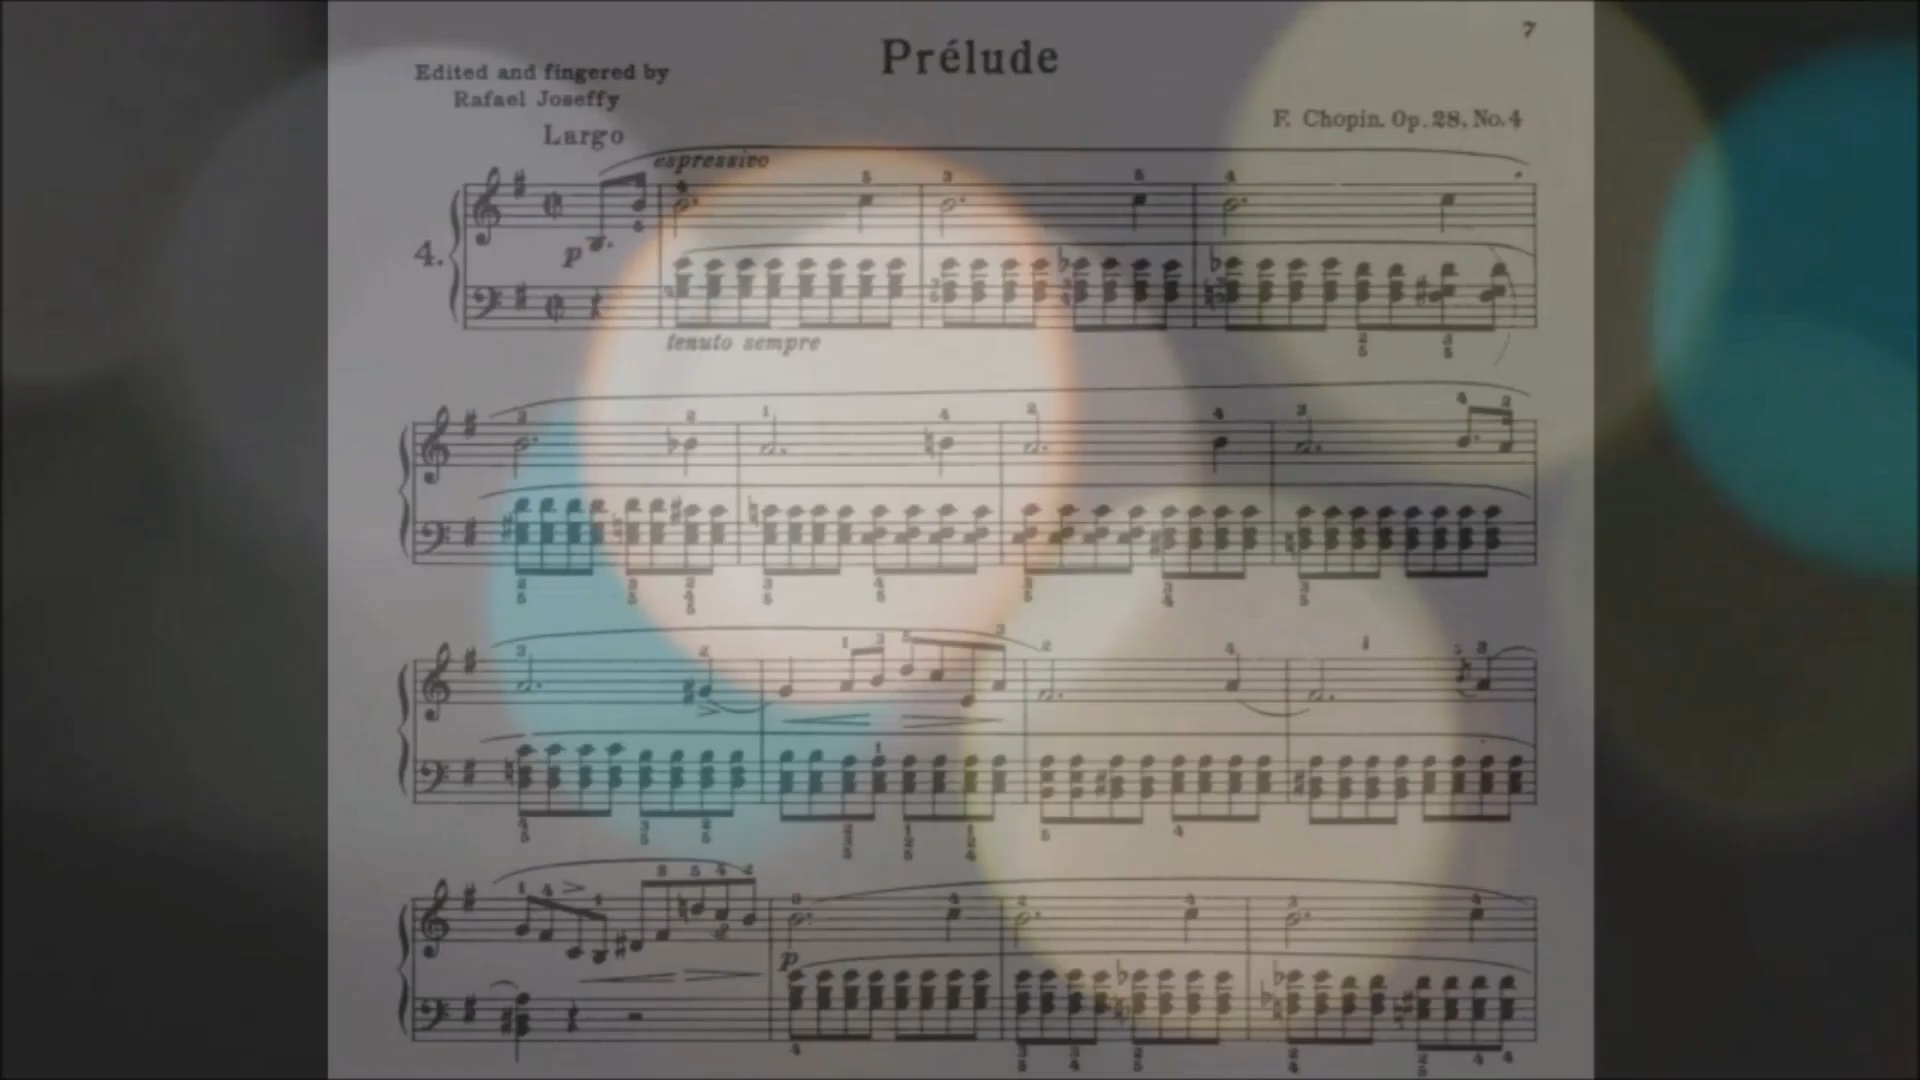 7
Prélude
Edited and fingered by
Rafael Joseffy
F. Chopin. Op. 28, No. 4
Largo
espressivo
4.
p
tenuto sempre
p